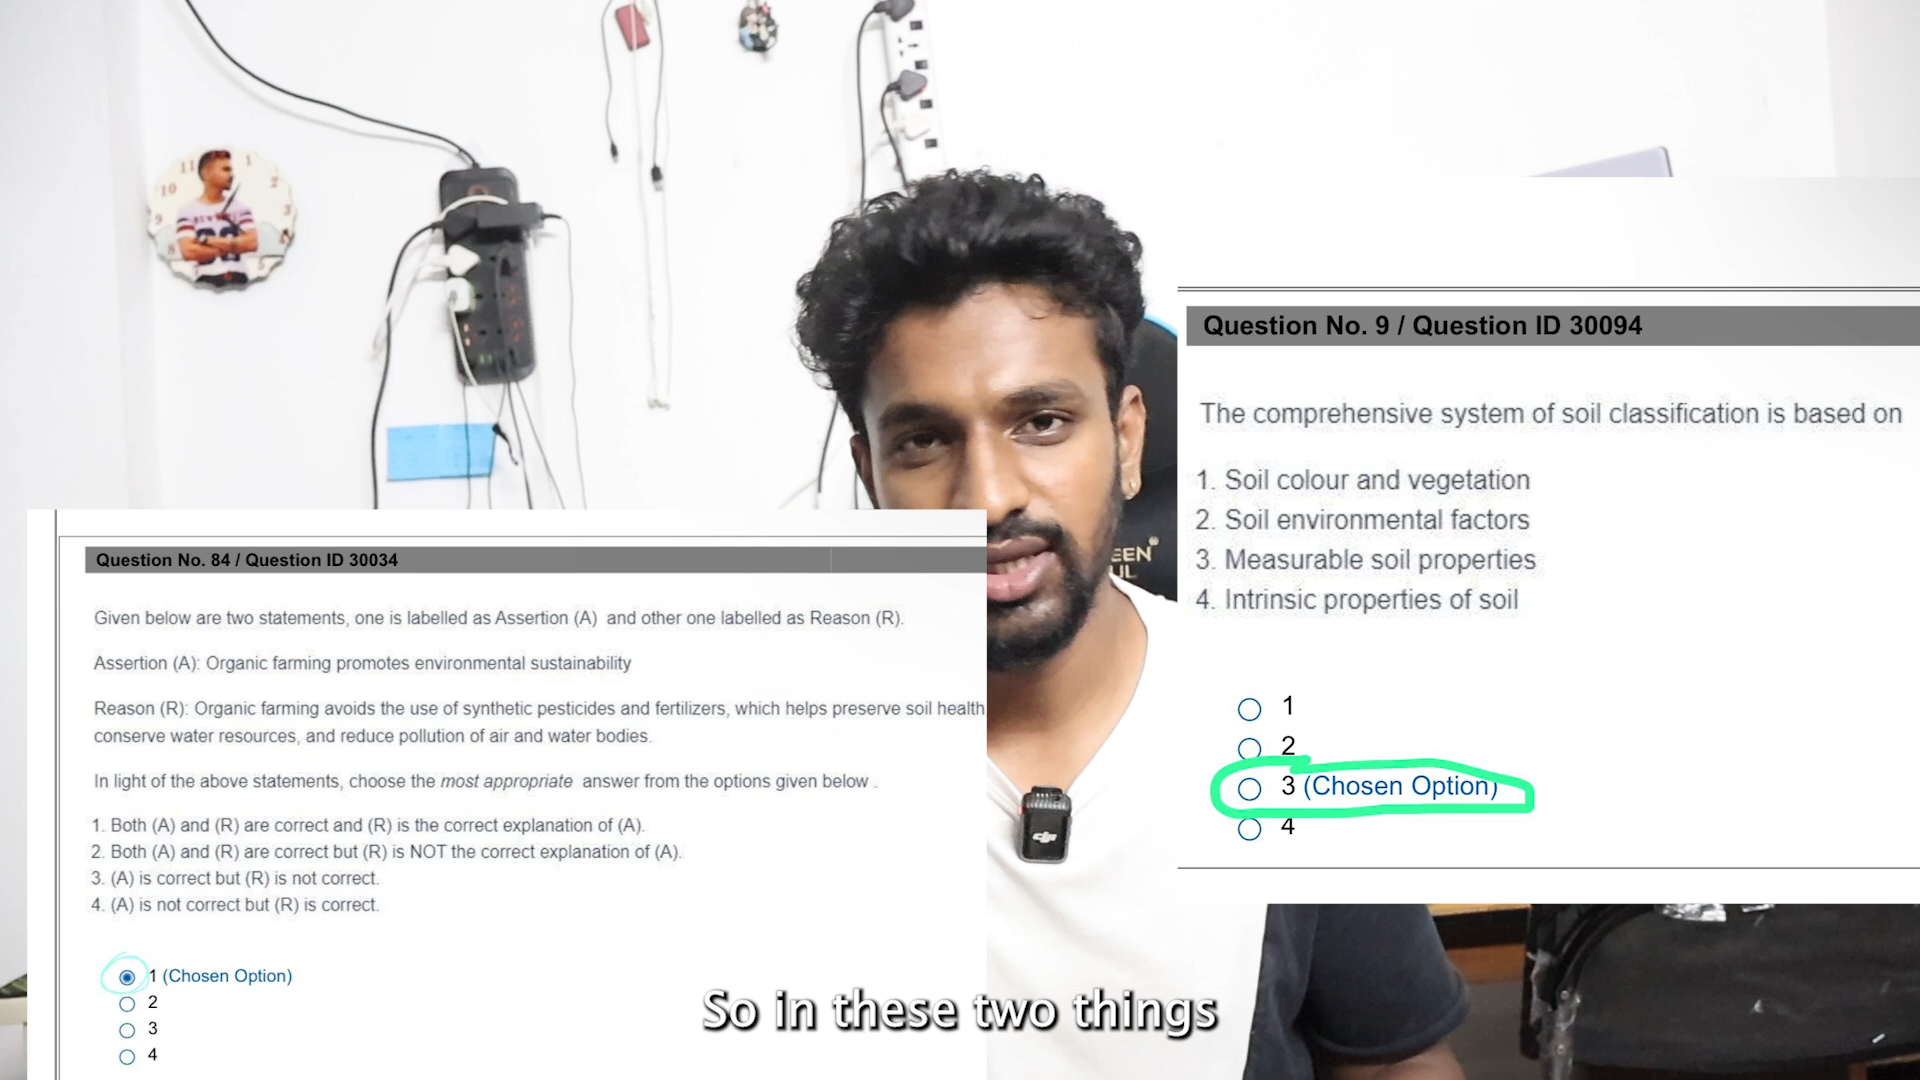 Question No. 84 / Question ID 30034
Given below are two statements, one is labelled as Assertion (A) and other one labelled as Reason (R).
Assertion (A): Organic farming promotes environmental sustainability
Reason (R): Organic farming avoids the use of synthetic pesticides and fertilizers, which helps preserve soil health
conserve water resources, and reduce pollution of air and water bodies.
In light of the above statements, choose the most appropriate answer from the options given below .
1. Both (A) and (R) are correct and (R) is the correct explanation of (A).
2. Both (A) and (R) are correct but (R) is NOT the correct explanation of (A).
3. (A) is correct but (R) is not correct.
4. (A) is not correct but (R) is correct.
1 (Chosen Option)
2
3
4
Question No. 9 / Question ID 30094
The comprehensive system of soil classification is based on
1. Soil colour and vegetation
2. Soil environmental factors
3. Measurable soil properties
4. Intrinsic properties of soil
1
2
3 (Chosen Option)
4
11
1
10
2
9
3
8
dji
So in these two things